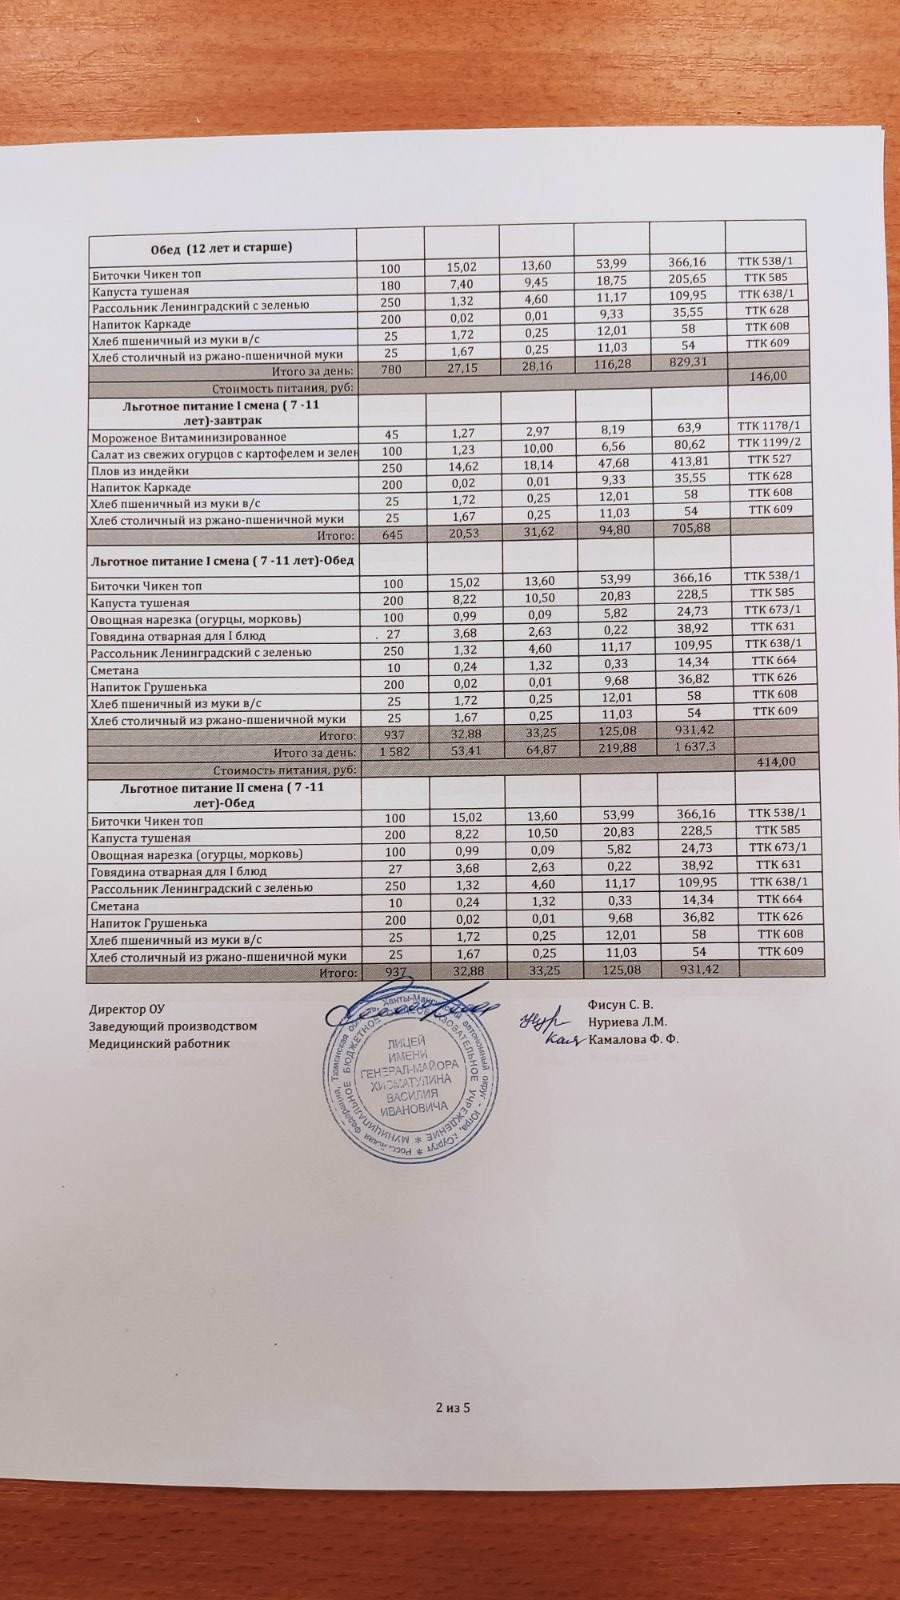 Обед (12 лет и старше)
Биточки Чикен топ 100 15,02 13,60 53,99 366,16 ТТК 538/1
Капуста тушеная 180 7,40 9,45 18,75 205,65 ТТК 585
Рассольник Ленинградский с зеленью 250 1,32 4,60 11,17 109,95 ТТК 638/1
Напиток Каркаде 200 0,02 0,01 9,33 35,55 ТТК 628
Хлеб пшеничный из муки в/с 25 1,72 0,25 12,01 58 ТТК 608
Хлеб столичный из ржано-пшеничной муки 25 1,67 0,25 11,03 54 ТТК 609
Итого за день: 780 27,15 28,16 116,28 829,31
Стоимость питания, руб: 146,00
Льготное питание I смена ( 7 -11
лет)-завтрак
Мороженое Витаминизированное 45 1,27 2,97 8,19 63,9 ТТК 1178/1
Салат из свежих огурцов с картофелем и зелен 100 1,23 10,00 6,56 80,62 ТТК 1199/2
Плов из индейки 250 14,62 18,14 47,68 413,81 ТТК 527
Напиток Каркаде 200 0,02 0,01 9,33 35,55 ТТК 628
Хлеб пшеничный из муки в/с 25 1,72 0,25 12,01 58 ТТК 608
Хлеб столичный из ржано-пшеничной муки 25 1,67 0,25 11,03 54 ТТК 609
Итого: 645 20,53 31,62 94,80 705,88
Льготное питание I смена ( 7 -11 лет)-Обед
Биточки Чикен топ 100 15,02 13,60 53,99 366,16 ТТК 538/1
Капуста тушеная 200 8,22 10,50 20,83 228,5 ТТК 585
Овощная нарезка (огурцы, морковь) 100 0,99 0,09 5,82 24,73 ТТК 673/1
Говядина отварная для I блюд 27 3,68 2,63 0,22 38,92 ТТК 631
Рассольник Ленинградский с зеленью 250 1,32 4,60 11,17 109,95 ТТК 638/1
Сметана 10 0,24 1,32 0,33 14,34 ТТК 664
Напиток Грушенька 200 0,02 0,01 9,68 36,82 ТТК 626
Хлеб пшеничный из муки в/с 25 1,72 0,25 12,01 58 ТТК 608
Хлеб столичный из ржано-пшеничной муки 25 1,67 0,25 11,03 54 ТТК 609
Итого: 937 32,88 33,25 125,08 931,42
Итого за день: 1 582 53,41 64,87 219,88 1 637,3
Стоимость питания, руб: 414,00
Льготное питание II смена ( 7 -11
лет)-Обед
Биточки Чикен топ 100 15,02 13,60 53,99 366,16 ТТК 538/1
Капуста тушеная 200 8,22 10,50 20,83 228,5 ТТК 585
Овощная нарезка (огурцы, морковь) 100 0,99 0,09 5,82 24,73 ТТК 673/1
Говядина отварная для I блюд 27 3,68 2,63 0,22 38,92 ТТК 631
Рассольник Ленинградский с зеленью 250 1,32 4,60 11,17 109,95 ТТК 638/1
Сметана 10 0,24 1,32 0,33 14,34 ТТК 664
Напиток Грушенька 200 0,02 0,01 9,68 36,82 ТТК 626
Хлеб пшеничный из муки в/с 25 1,72 0,25 12,01 58 ТТК 608
Хлеб столичный из ржано-пшеничной муки 25 1,67 0,25 11,03 54 ТТК 609
Итого: 937 32,88 33,25 125,08 931,42
Директор ОУ Фисун С. В.
Заведующий производством Нуриева Л.М.
Медицинский работник Камалова Ф. Ф.
Российская Федерация, Тюменская область, Ханты-Мансийский автономный округ - Югра, г.Сургут
МУНИЦИПАЛЬНОЕ БЮДЖЕТНОЕ ОБЩЕОБРАЗОВАТЕЛЬНОЕ УЧРЕЖДЕНИЕ
ЛИЦЕЙ
ИМЕНИ
ГЕНЕРАЛ-МАЙОРА
ХИСМАТУЛИНА
ВАСИЛИЯ
ИВАНОВИЧА
2 из 5